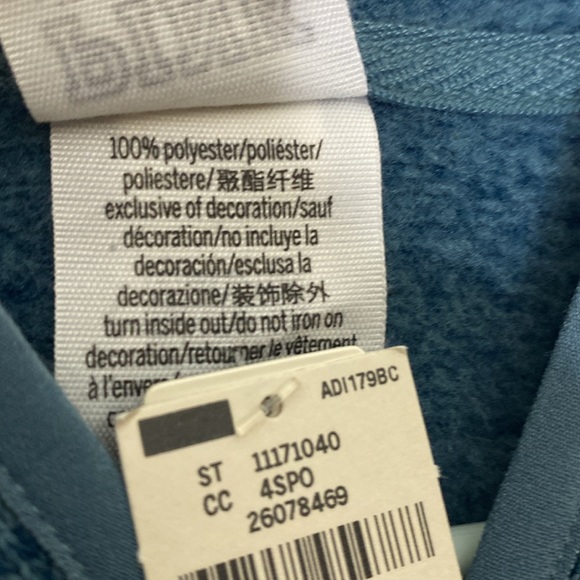 100% polyester/poliéster/
poliestere/聚酯纤维
exclusive of decoration/sauf
décoration/no incluye la
decoración/esclusa la
decorazione/装饰除外
turn inside out/do not iron on
decoration/retourner le vêtement
à l'envers/
ADI179BC
ST 11171040
CC 4SPO
26078469